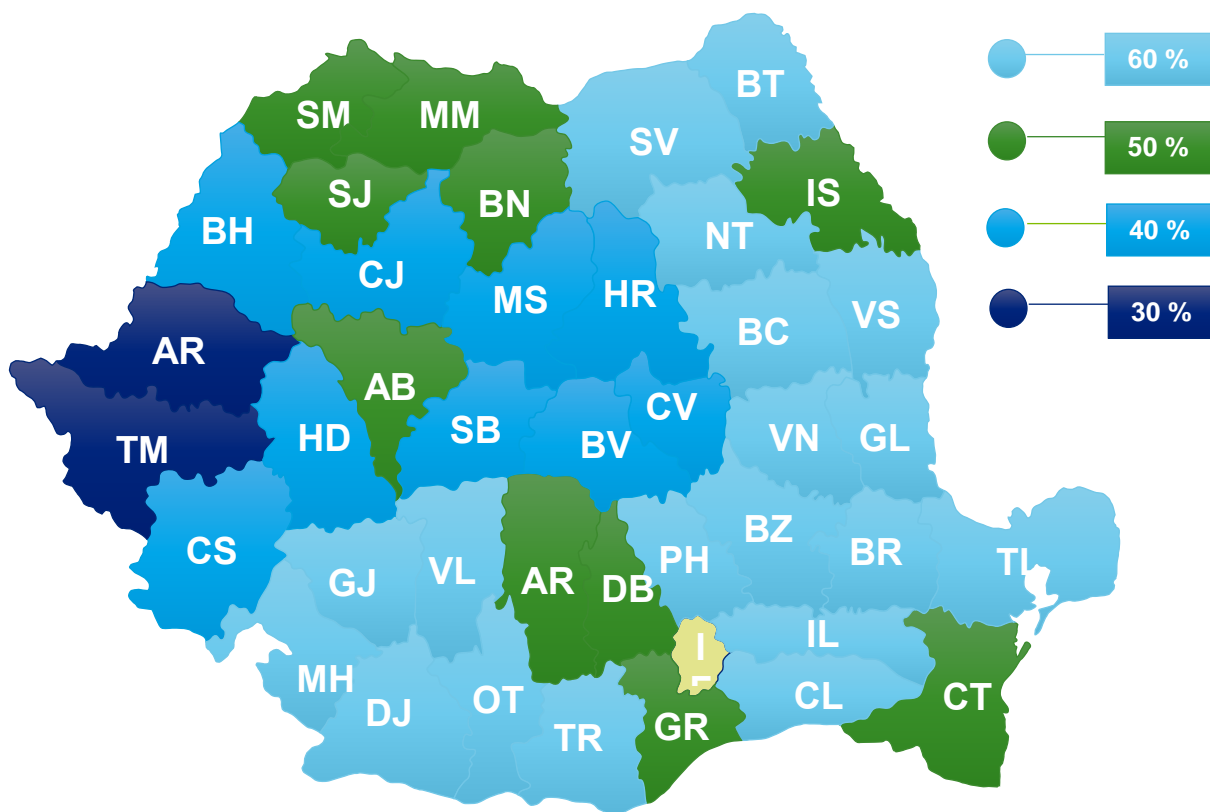 60 %
BT
SM
MM
SV
50 %
SJ
BN
IS
BH
NT
40 %
CJ
MS
HR
VS
30 %
AR
BC
AB
CV
TM
HD
SB
BV
VN
GL
CS
VL
GJ
AR
DB
PH
BZ
BR
TL
IL
MH
DJ
OT
TR
GR
CL
CT